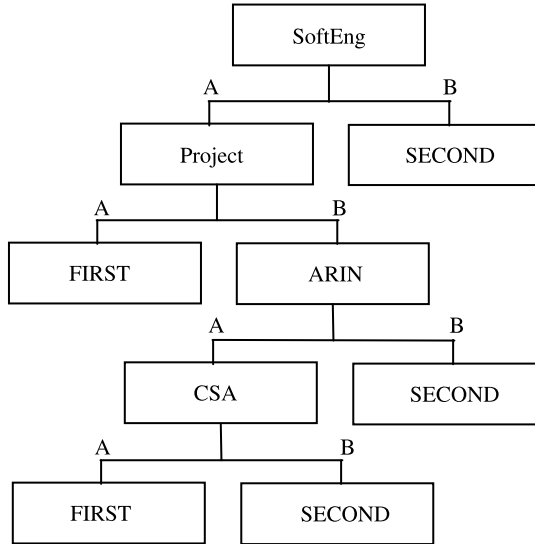 SoftEng
A B
Project SECOND
A B
FIRST ARIN
A B
CSA SECOND
A B
FIRST SECOND